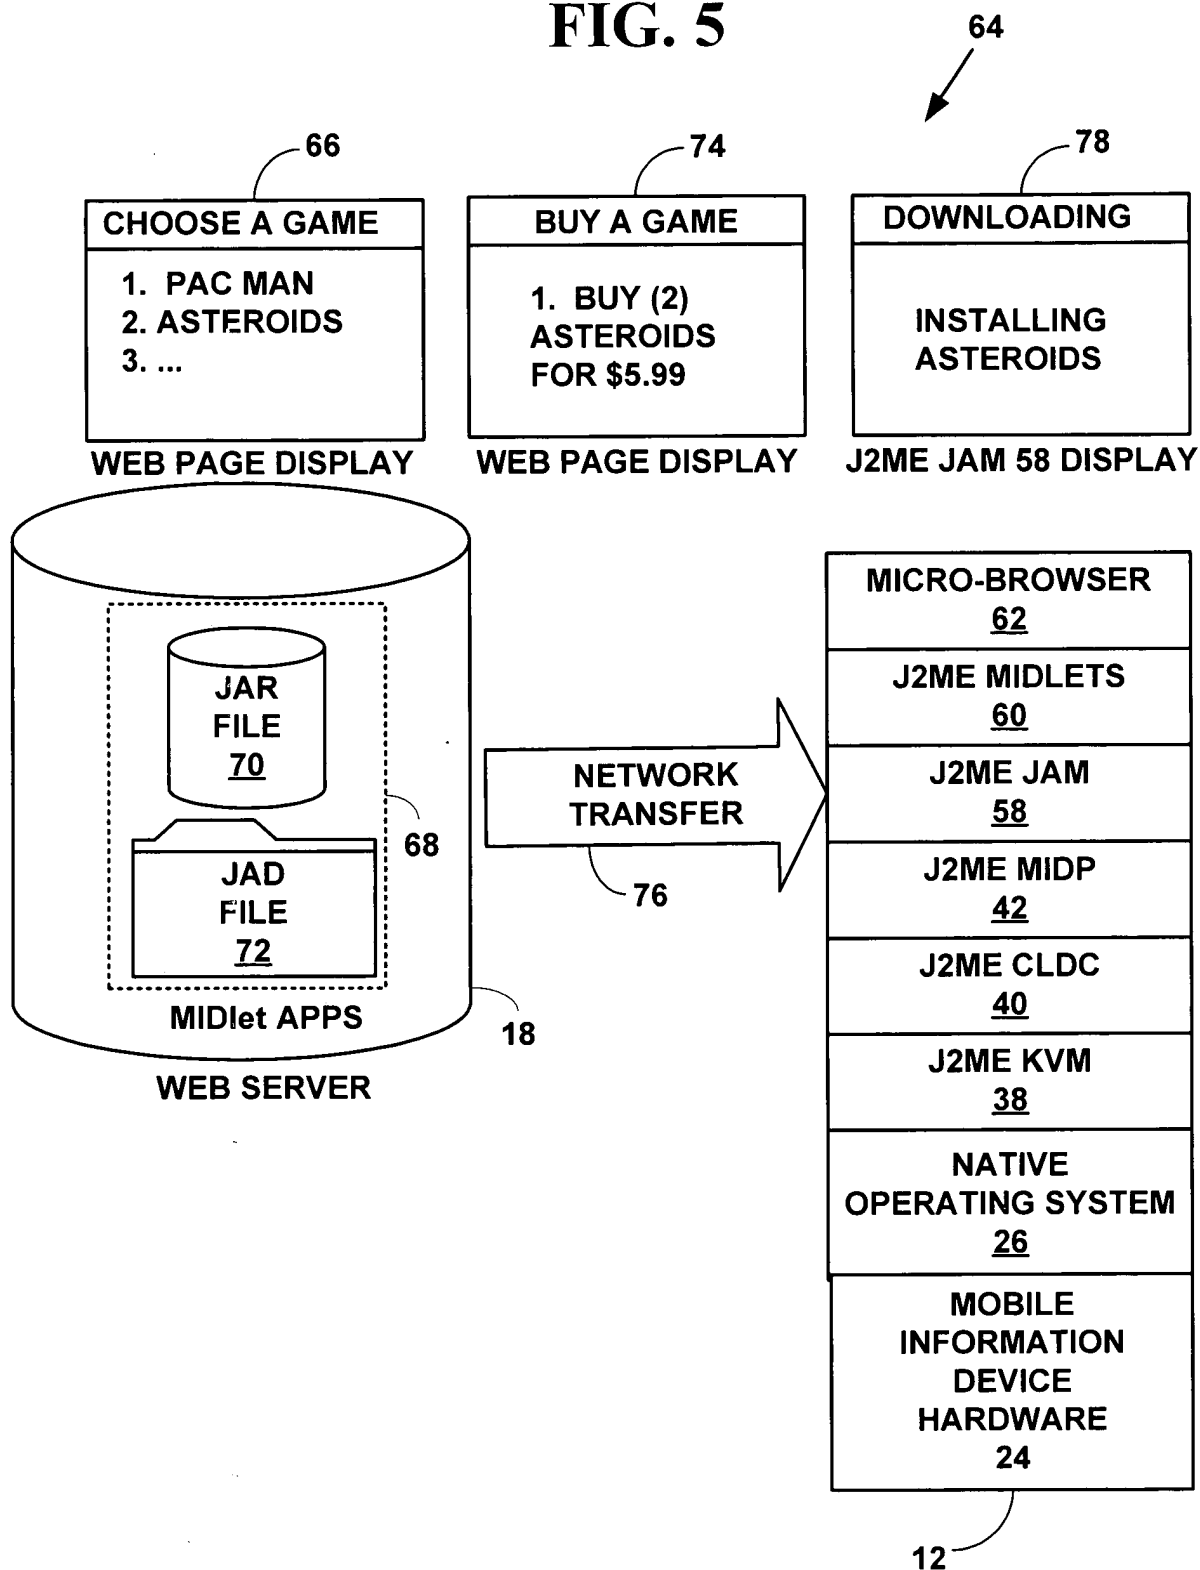 FIG. 5
64
66
74
78
CHOOSE A GAME
1. PAC MAN
2. ASTEROIDS
3. ...
WEB PAGE DISPLAY
BUY A GAME
1. BUY (2)
ASTEROIDS
FOR $5.99
WEB PAGE DISPLAY
DOWNLOADING
INSTALLING
ASTEROIDS
J2ME JAM 58 DISPLAY
JAR
FILE
70
68
JAD
FILE
72
MIDlet APPS
18
WEB SERVER
NETWORK
TRANSFER
76
MICRO-BROWSER
62
J2ME MIDLETS
60
J2ME JAM
58
J2ME MIDP
42
J2ME CLDC
40
J2ME KVM
38
NATIVE
OPERATING SYSTEM
26
MOBILE
INFORMATION
DEVICE
HARDWARE
24
12